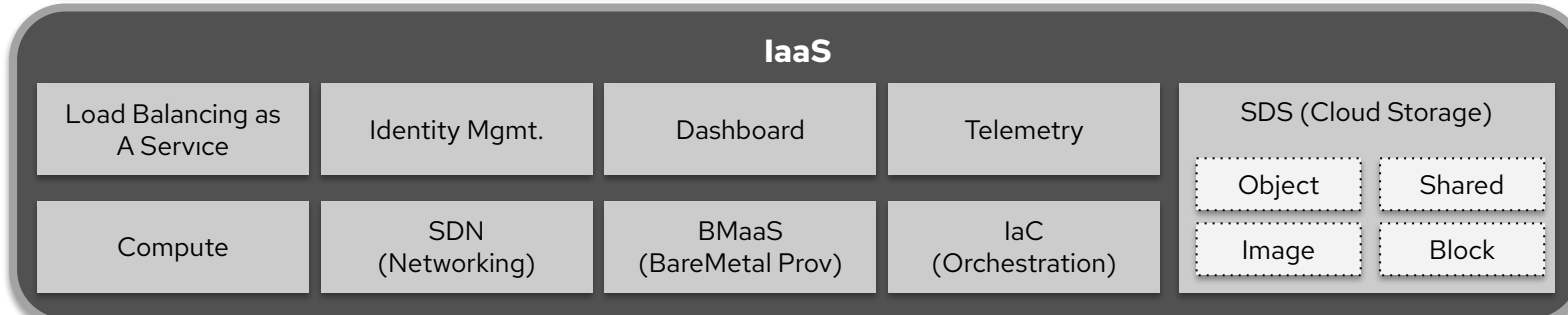 IaaS
Load Balancing as
A Service
Identity Mgmt.
Dashboard
Telemetry
SDS (Cloud Storage)
Object
Shared
Image
Block
Compute
SDN
(Networking)
BMaaS
(BareMetal Prov)
IaC
(Orchestration)